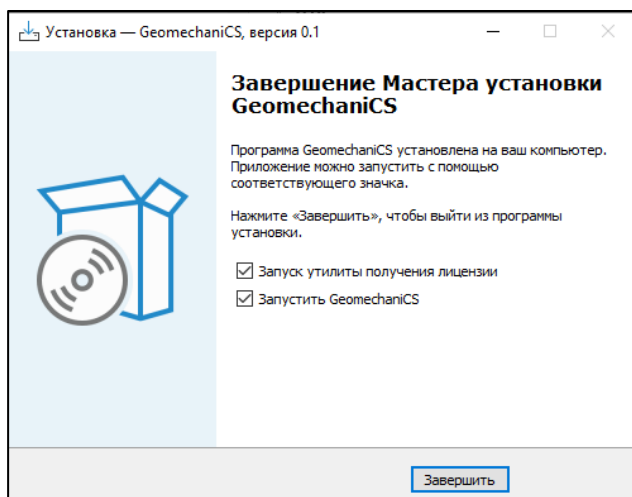 Установка — GeomechaniCS, версия 0.1
Завершение Мастера установки
GeomechaniCS
Программа GeomechaniCS установлена на ваш компьютер.
Приложение можно запустить с помощью
соответствующего значка.
Нажмите «Завершить», чтобы выйти из программы
установки.
Запуск утилиты получения лицензии
Запустить GeomechaniCS
Завершить